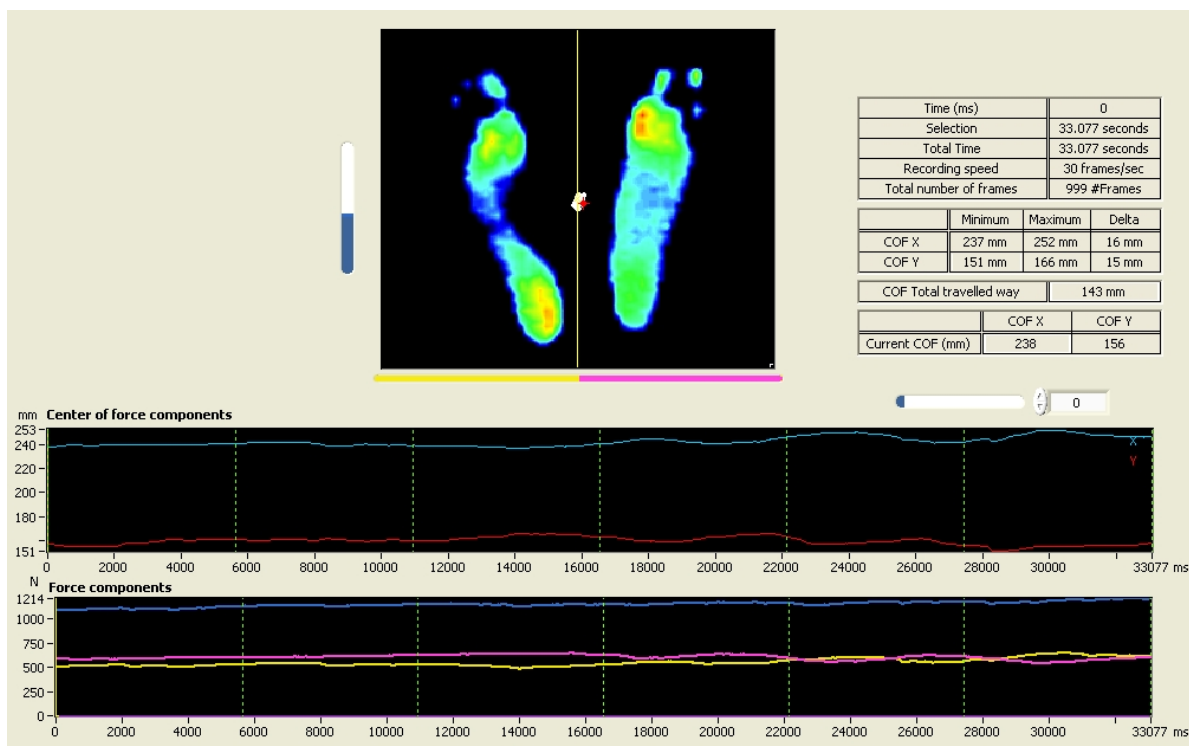 Time (ms) 0
Selection 33.077 seconds
Total Time 33.077 seconds
Recording speed 30 frames/sec
Total number of frames 999 #Frames
Minimum Maximum Delta
COF X 237 mm 252 mm 16 mm
COF Y 151 mm 166 mm 15 mm
COF Total travelled way 143 mm
COF X COF Y
Current COF (mm) 238 156
0
mm Center of force components
253
240
220
200
180
151
X
Y
0 2000 4000 6000 8000 10000 12000 14000 16000 18000 20000 22000 24000 26000 28000 30000 33077 ms
N Force components
1214
1000
750
500
250
0
0 2000 4000 6000 8000 10000 12000 14000 16000 18000 20000 22000 24000 26000 28000 30000 33077 ms